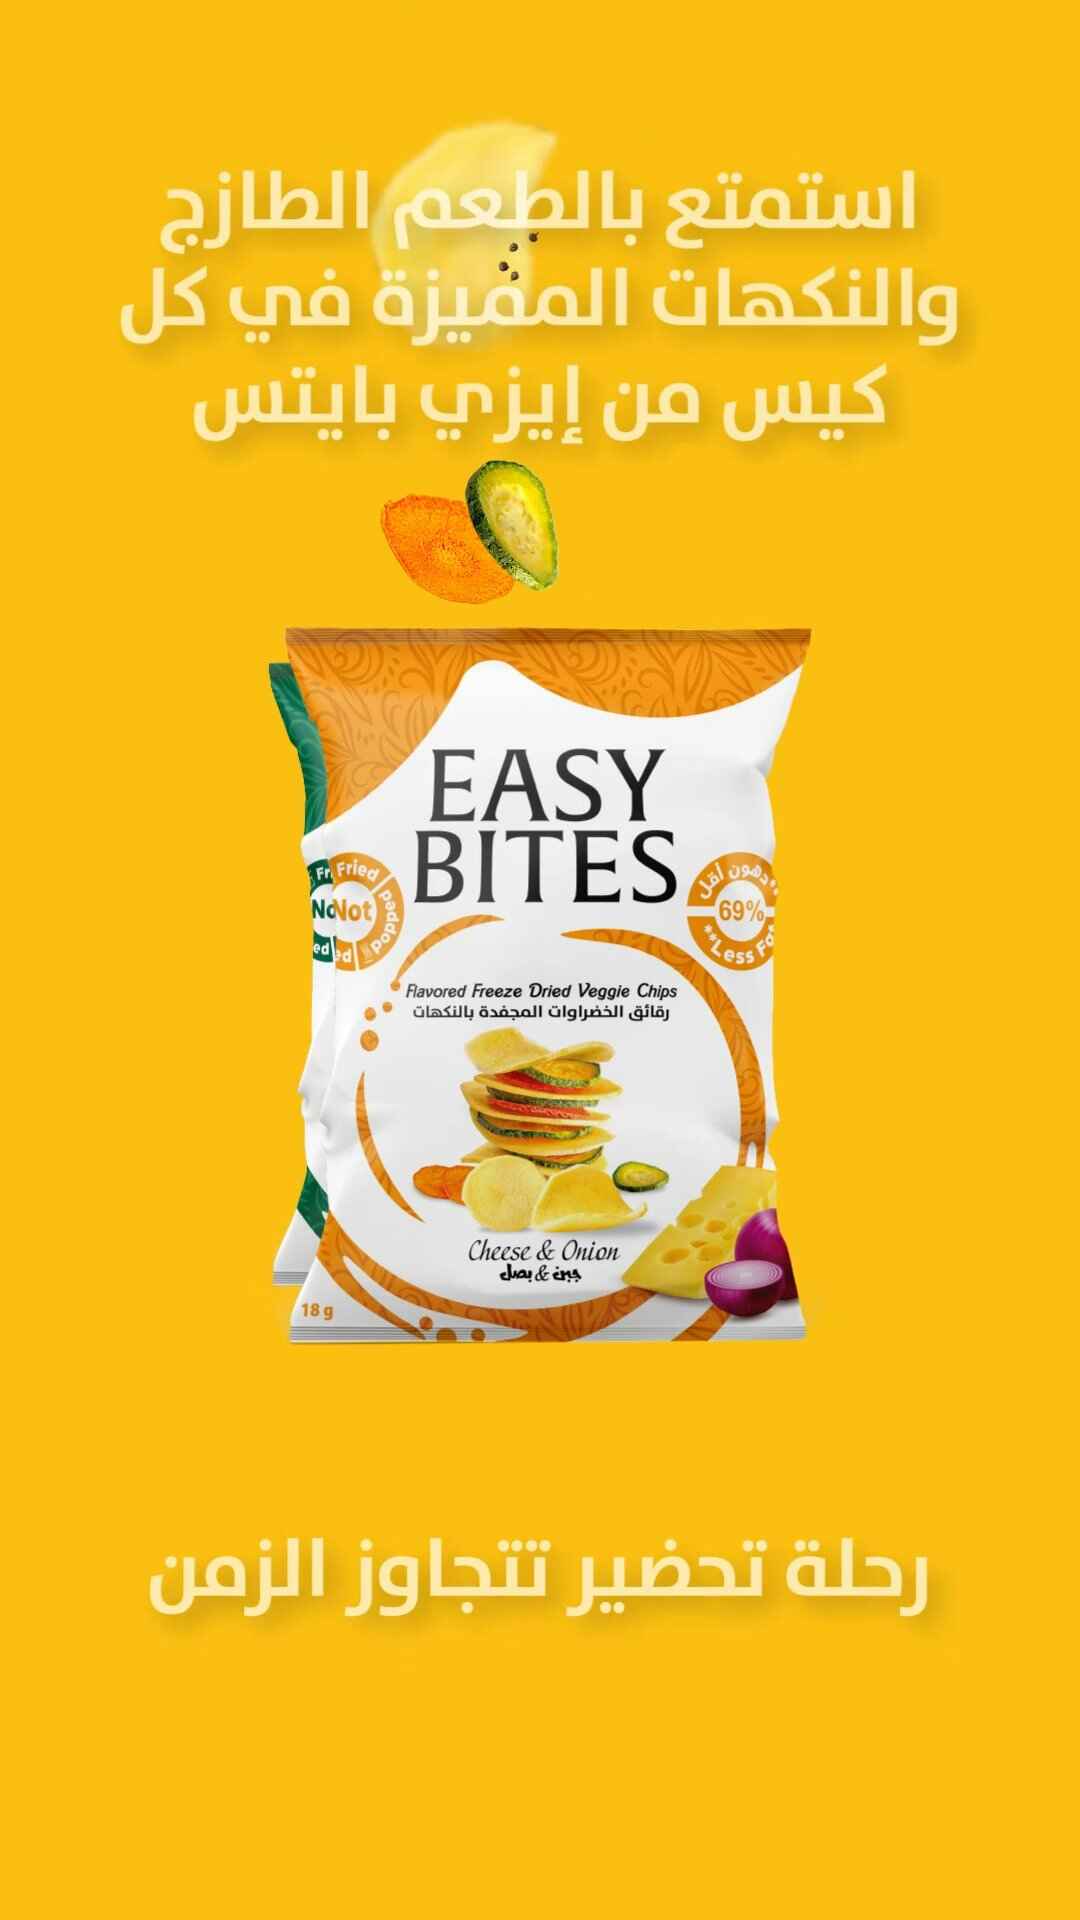 استمتع بالطعم الطازج
والنكهات المميزة في كل
كيس من إيزي بايتس
EASY
BITES
Fried
Not
popped
دهون أقل
69%
**Less Fat
Flavored Freeze Dried Veggie Chips
رقائق الخضراوات المجفدة بالنكهات
Cheese & Onion
جبن & بصل
18 g
رحلة تحضير تتجاوز الزمن